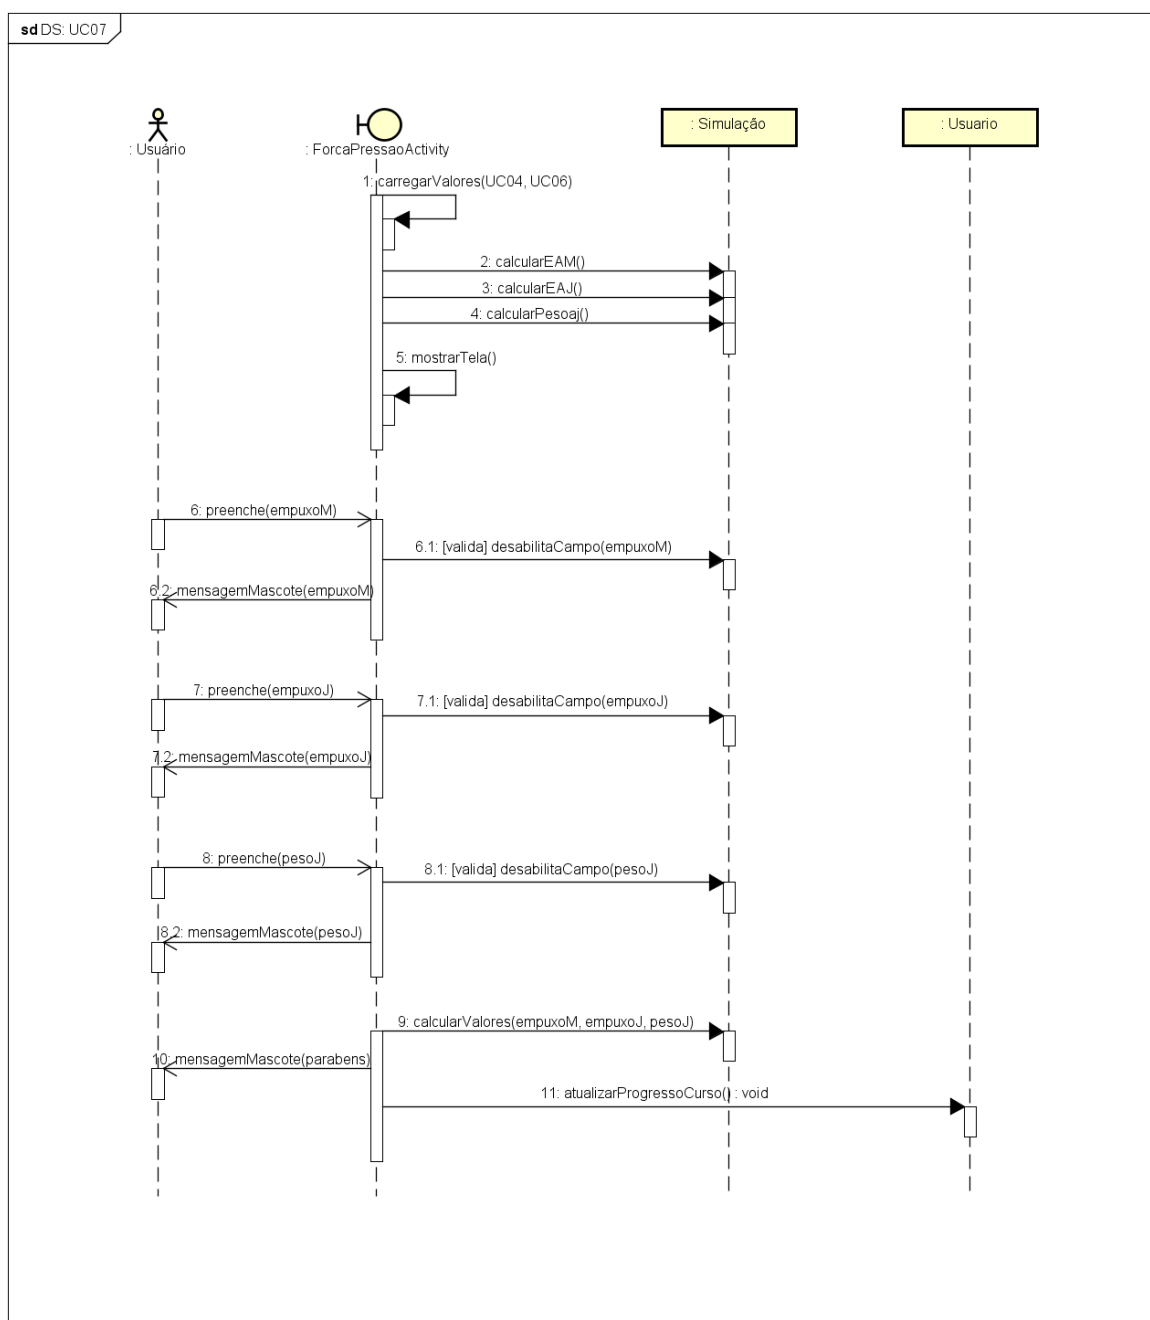 sd DS: UC07
: Usuário
: ForcaPressaoActivity
: Simulação
: Usuario
1: carregarValores(UC04, UC06)
2: calcularEAM()
3: calcularEAJ()
4: calcularPesoaj()
5: mostrarTela()
6: preenche(empuxoM)
6.1: [valida] desabilitaCampo(empuxoM)
6.2: mensagemMascote(empuxoM)
7: preenche(empuxoJ)
7.1: [valida] desabilitaCampo(empuxoJ)
7.2: mensagemMascote(empuxoJ)
8: preenche(pesoJ)
8.1: [valida] desabilitaCampo(pesoJ)
8.2: mensagemMascote(pesoJ)
9: calcularValores(empuxoM, empuxoJ, pesoJ)
10: mensagemMascote(parabens)
11: atualizarProgressoCurso() : void